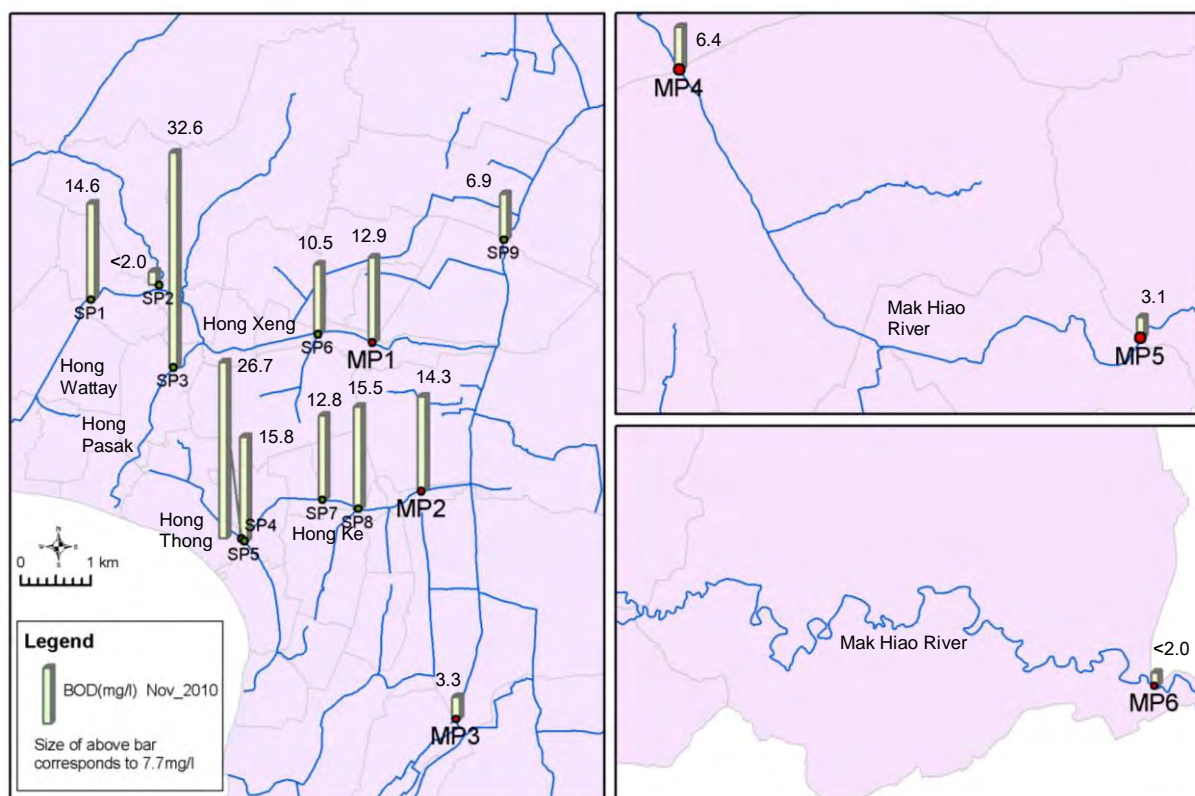 32.6
14.6
6.9
<2.0
10.5
12.9
SP9
SP1
SP2
Hong Xeng
SP6
MP1
SP3
26.7
Hong
Wattay
15.5
14.3
12.8
Hong
Pasak
15.8
MP2
SP4
SP7
SP8
Hong
Thong
Hong Ke
SP5
N
W
E
S
0
1 km
Legend
BOD(mg/l) Nov_2010
Size of above bar
corresponds to 7.7mg/l
3.3
MP3
6.4
MP4
Mak Hiao
River
3.1
MP5
Mak Hiao River
<2.0
MP6